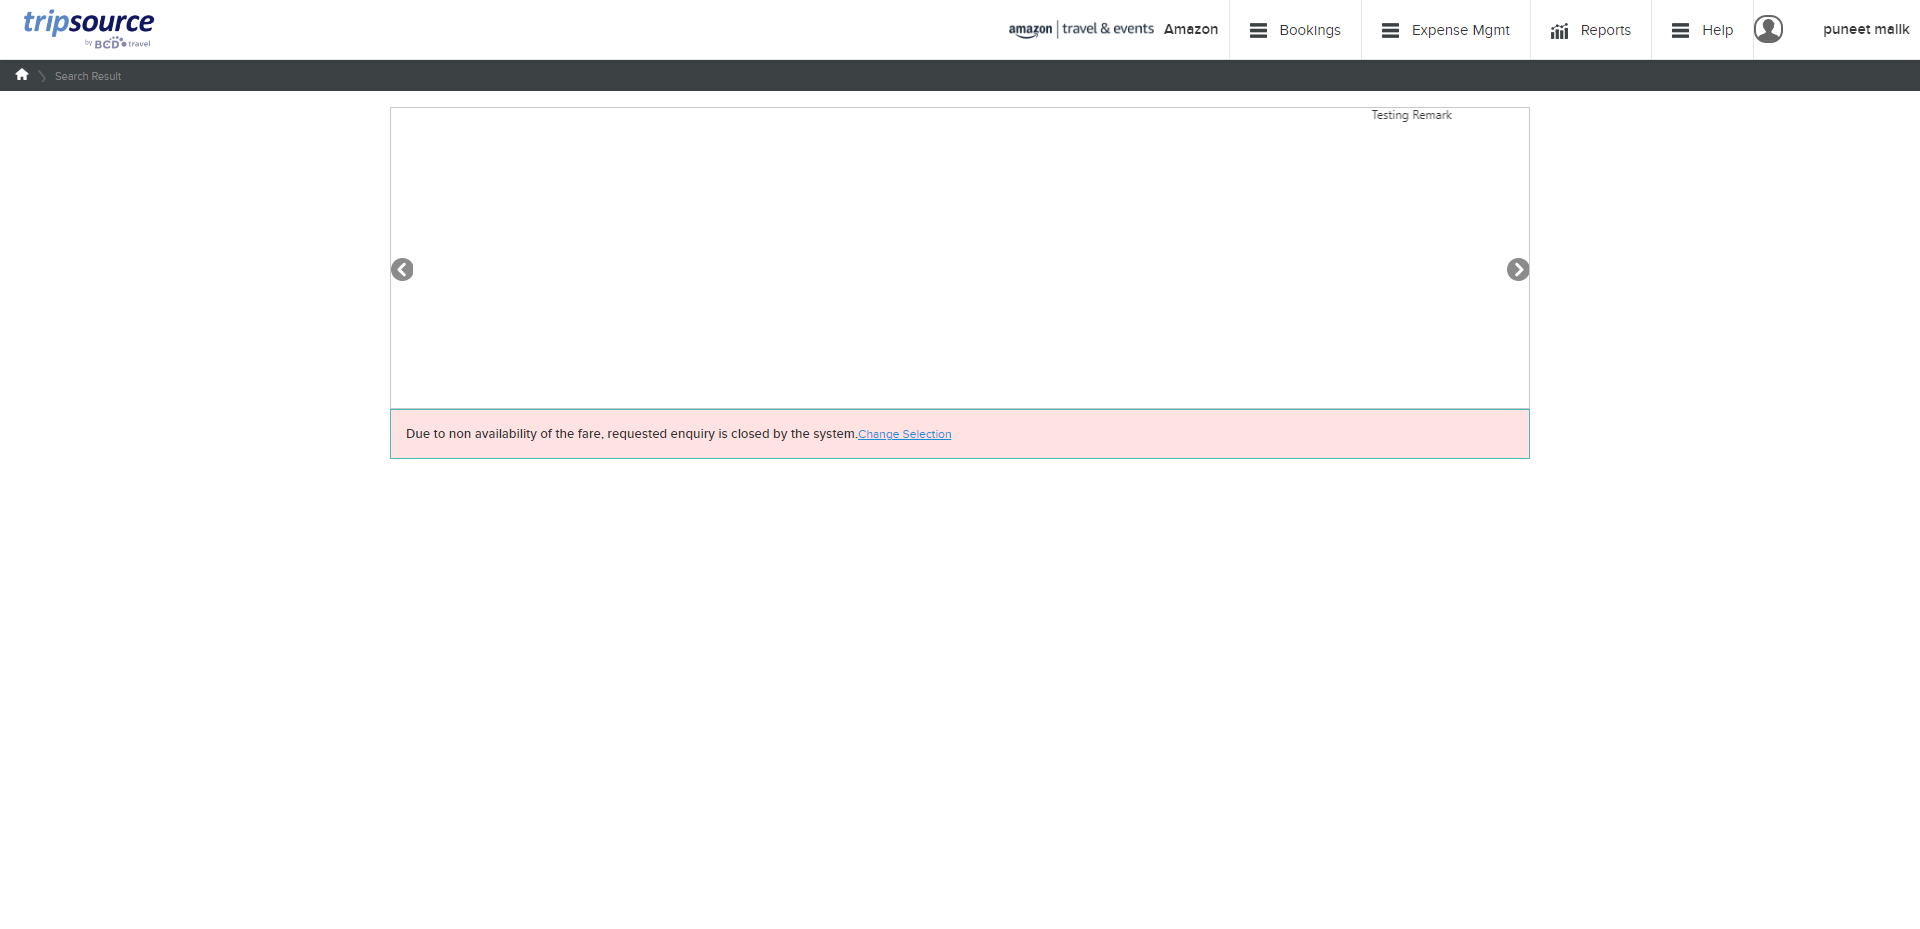 tripsource
by BCD travel
amazon | travel & events Amazon
Bookings
Expense Mgmt
Reports
Help
puneet malik
Search Result
Testing Remark
Due to non availability of the fare, requested enquiry is closed by the system.Change Selection